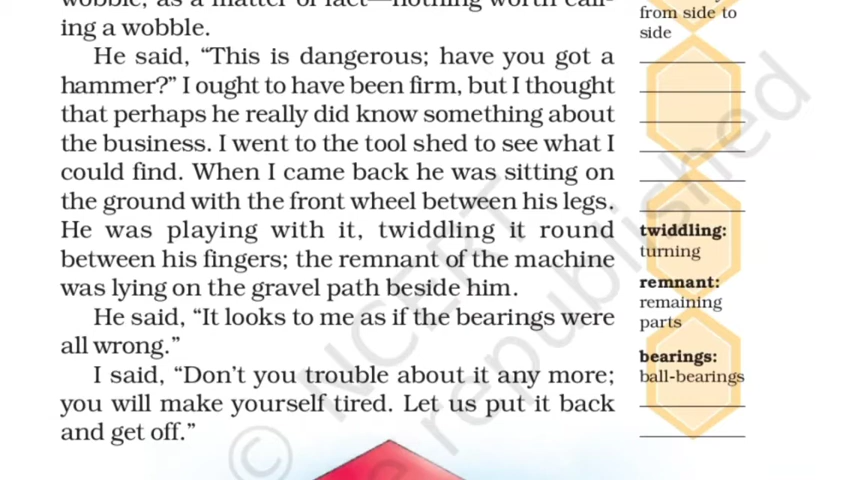 wobble, as a matter of fact—nothing worth call-
ing a wobble.
He said, “This is dangerous; have you got a
hammer?” I ought to have been firm, but I thought
that perhaps he really did know something about
the business. I went to the tool shed to see what I
could find. When I came back he was sitting on
the ground with the front wheel between his legs.
He was playing with it, twiddling it round
between his fingers; the remnant of the machine
was lying on the gravel path beside him.
He said, “It looks to me as if the bearings were
all wrong.”
I said, “Don’t you trouble about it any more;
you will make yourself tired. Let us put it back
and get off.”
from side to
side
twiddling:
turning
remnant:
remaining
parts
bearings:
ball-bearings
© NCERT
be republished